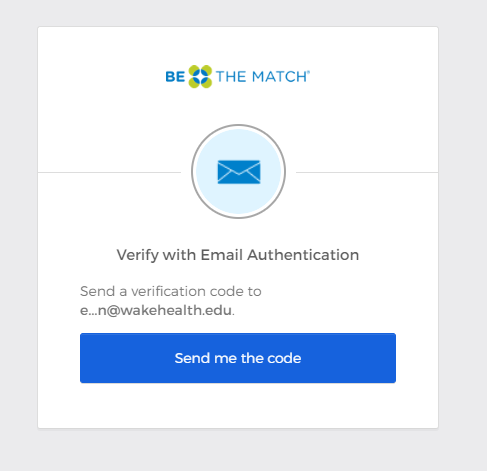 BE THE MATCH®
Verify with Email Authentication
Send a verification code to
e...n@wakehealth.edu.
Send me the code